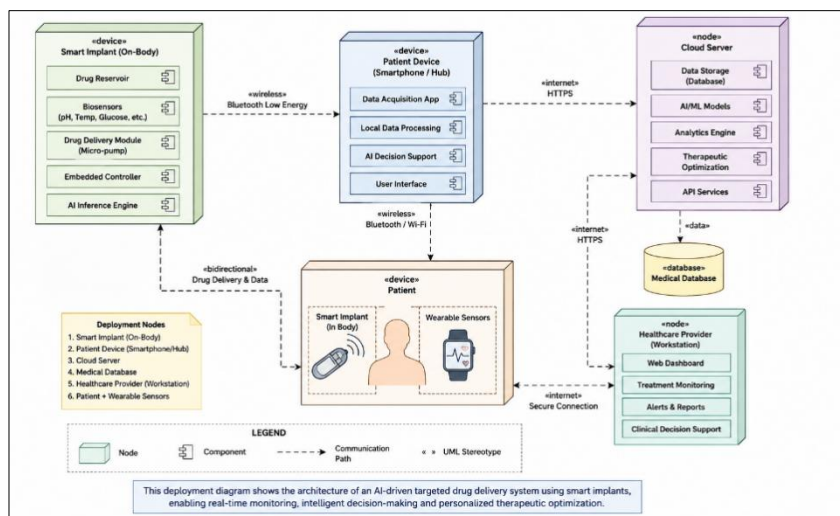 «device»
Smart Implant (On-Body)
Drug Reservoir
Biosensors
(pH, Temp, Glucose, etc.)
Drug Delivery Module
(Micro-pump)
Embedded Controller
AI Inference Engine
«wireless»
Bluetooth Low Energy
«device»
Patient Device
(Smartphone / Hub)
Data Acquisition App
Local Data Processing
AI Decision Support
User Interface
«internet»
HTTPS
«node»
Cloud Server
Data Storage
(Database)
AI/ML Models
Analytics Engine
Therapeutic
Optimization
API Services
«wireless»
Bluetooth / Wi-Fi
«internet»
HTTPS
«data»
«database»
Medical Database
«bidirectional»
Drug Delivery & Data
«device»
Patient
Smart Implant
(In Body)
Wearable Sensors
«node»
Healthcare Provider
(Workstation)
Web Dashboard
Treatment Monitoring
Alerts & Reports
Clinical Decision Support
«internet»
Secure Connection
Deployment Nodes
1. Smart Implant (On-Body)
2. Patient Device (Smartphone/Hub)
3. Cloud Server
4. Medical Database
5. Healthcare Provider (Workstation)
6. Patient + Wearable Sensors
LEGEND
Node
Component
Communication
Path
« » UML Stereotype
This deployment diagram shows the architecture of an AI-driven targeted drug delivery system using smart implants,
enabling real-time monitoring, intelligent decision-making and personalized therapeutic optimization.